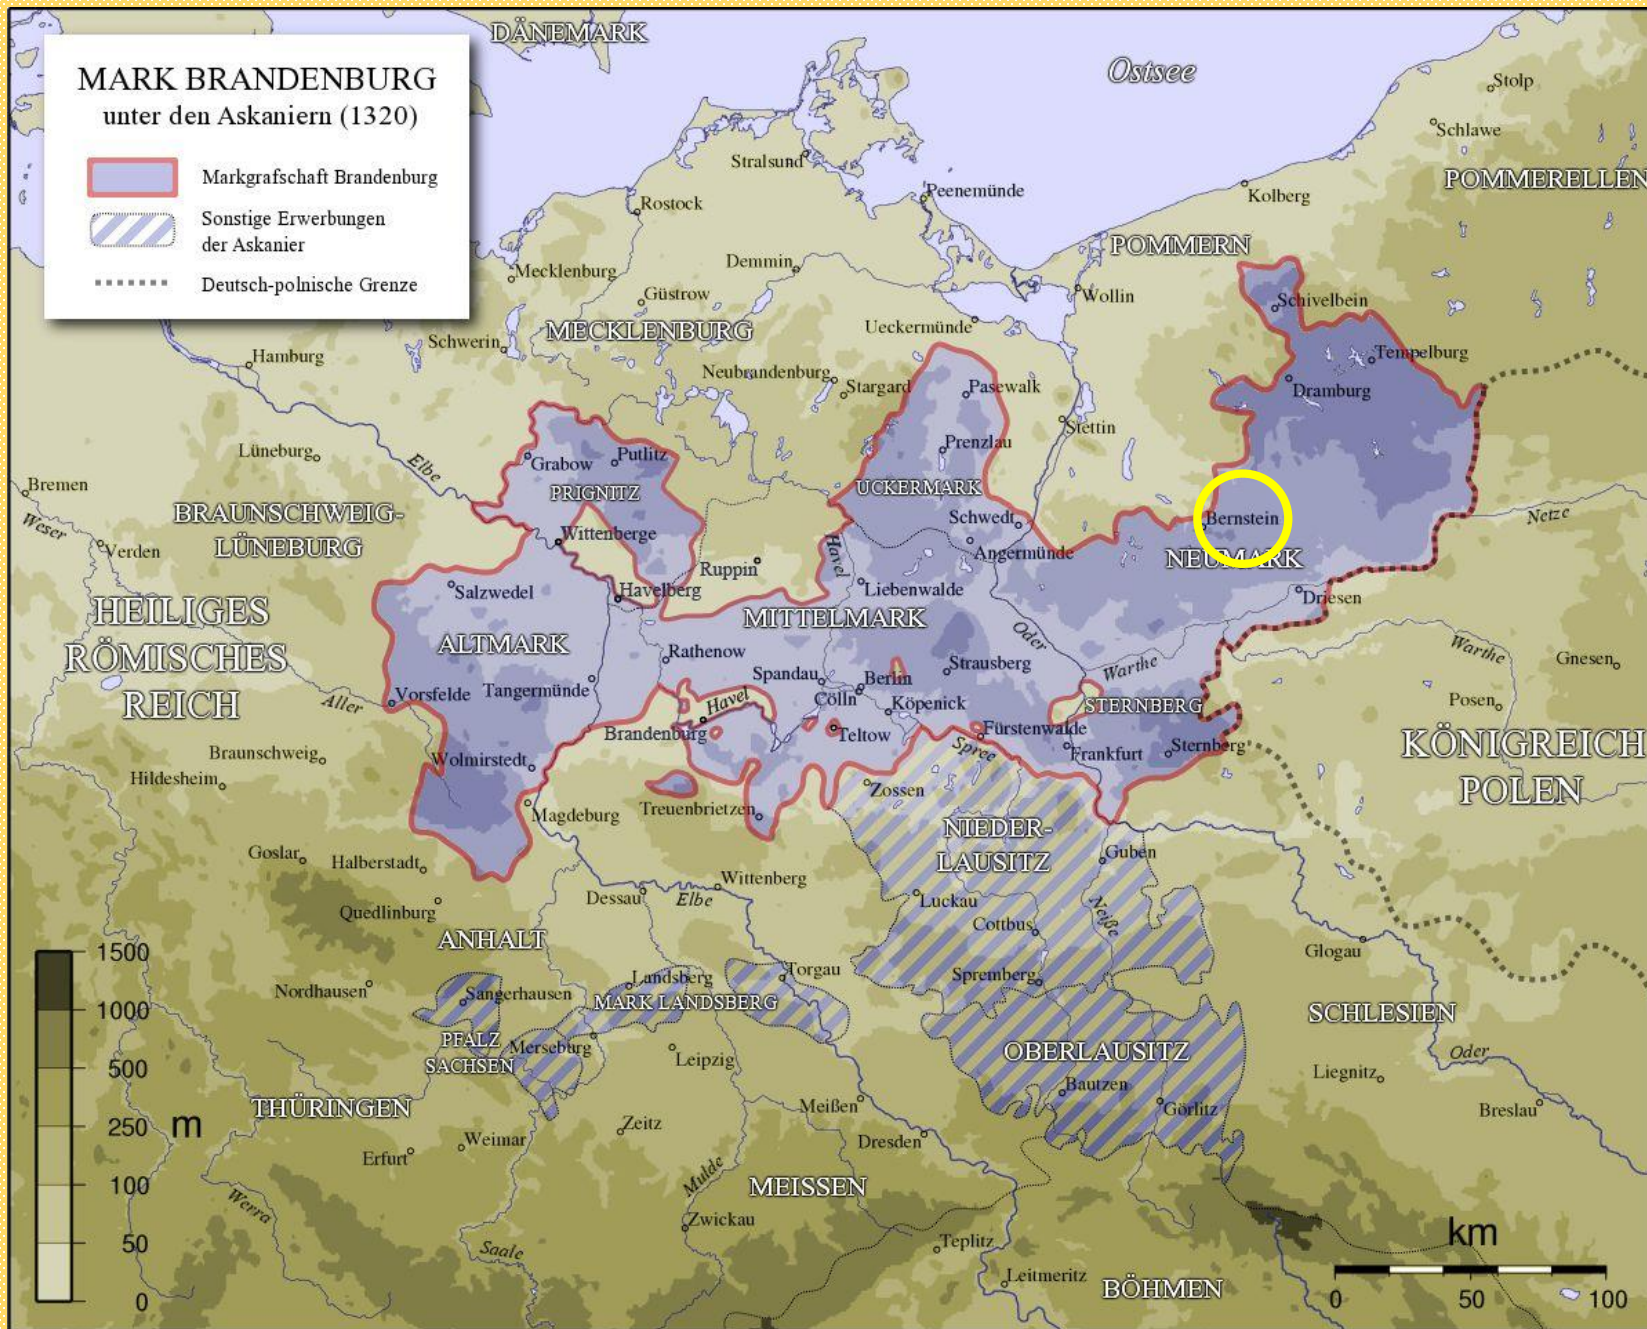 MARK BRANDENBURG
unter den Askaniern (1320)
Markgrafschaft Brandenburg
Sonstige Erwerbungen
der Askanier
Deutsch-polnische Grenze
DÄNEMARK
Ostsee
Stolp
Schlawe
Stralsund
POMMERELLEN
Peenemünde
Kolberg
Rostock
POMMERN
Demmin
Mecklenburg
Wollin
Güstrow
Schivelbein
MECKLENBURG
Ueckermünde
Schwerin
Hamburg
Tempelburg
Neubrandenburg
Stargard
Pasewalk
Dramburg
Stettin
Prenzlau
Lüneburg
Elbe
Grabow
Putlitz
Bremen
PRIGNITZ
UCKERMARK
BRAUNSCHWEIG-
LÜNEBURG
Weser
Schwedt
Bernstein
Netze
Wittenberge
Verden
Havel
Angermünde
NEUMARK
Ruppin
Salzwedel
Havelberg
Liebenwalde
Driesen
HEILIGES
RÖMISCHES
REICH
MITTELMARK
ALTMARK
Oder
Rathenow
Strausberg
Warthe
Warthe
Gnesen
Spandau
Berlin
Vorsfelde
Tangermünde
Cölln
Köpenick
STERNBERG
Posen
Aller
Havel
Brandenburg
Teltow
Fürstenwalde
Spree
Frankfurt
Sternberg
KÖNIGREICH
POLEN
Braunschweig
Wolmirstedt
Hildesheim
Zossen
Treuenbrietzen
Magdeburg
NIEDER-
LAUSITZ
Guben
Goslar
Halberstadt
Wittenberg
Dessau
Elbe
Luckau
Quedlinburg
Cottbus
Neiße
ANHALT
Glogau
Landsberg
Torgau
Spremberg
Nordhausen
Sangerhausen
MARK LANDSBERG
SCHLESIEN
PFALZ
SACHSEN
Merseburg
Leipzig
OBERLAUSITZ
Oder
Liegnitz
Bautzen
THÜRINGEN
Meißen
Görlitz
Breslau
Zeitz
Weimar
Dresden
Erfurt
Mulde
MEISSEN
Werra
Zwickau
Saale
Teplitz
Leitmeritz
BÖHMEN
1500
1000
500
250
m
100
50
0
km
0
50
100